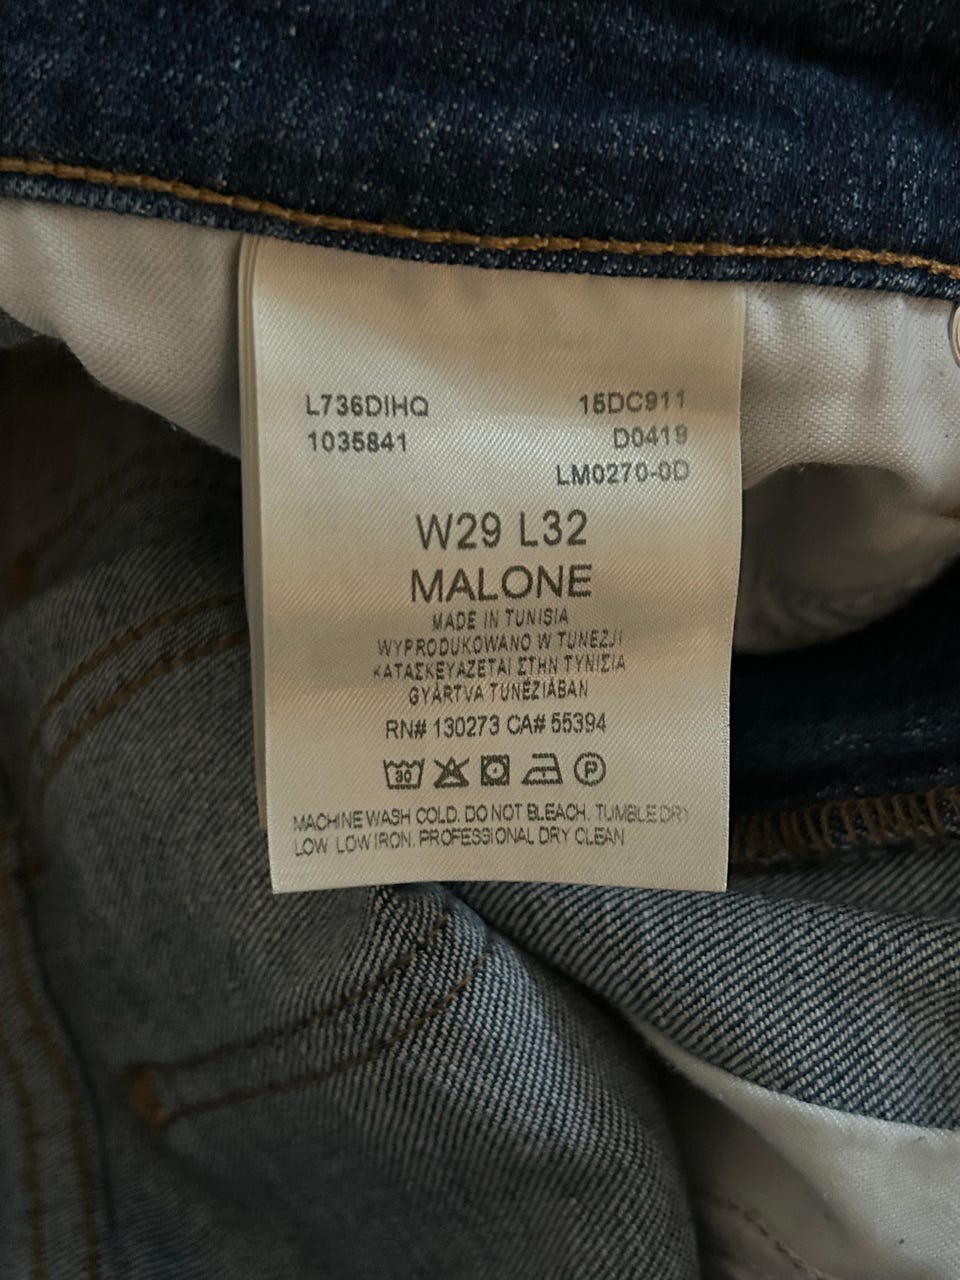 L736DIHQ 15DC911
1035841 D0419
LM0270-0D
W29 L32
MALONE
MADE IN TUNISIA
WYPRODUKOWANO W TUNEZJI
ΚΑΤΑΣΚΕΥΑΖΕΤΑΙ ΣΤΗΝ ΤΥΝΙΣΙΑ
GYÁRTVA TUNÉZIÁBAN
RN# 130273 CA# 55394
30 P
MACHINE WASH COLD. DO NOT BLEACH. TUMBLE DRY
LOW LOW IRON. PROFESSIONAL DRY CLEAN